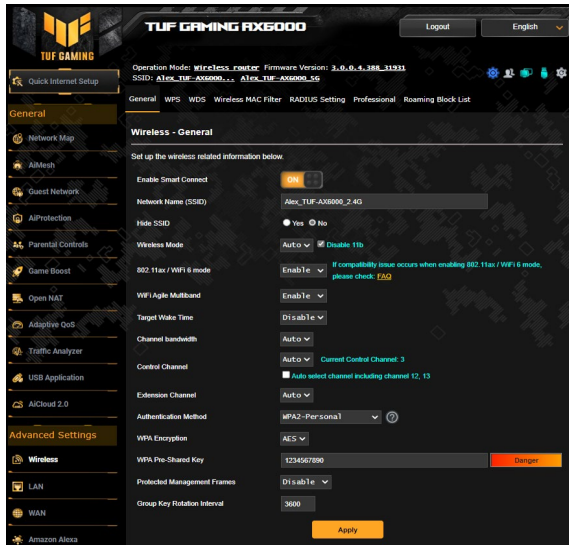 TUF GAMING AX6000
Logout
English
TUF GAMING
Quick Internet Setup
Operation Mode: Wireless router Firmware Version: 3.0.0.4.388_31931
SSID: Alex_TUF-AX6000... Alex_TUF-AX6000_5G
General WPS WDS Wireless MAC Filter RADIUS Setting Professional Roaming Block List
General
Network Map
AiMesh
Guest Network
AiProtection
Parental Controls
Game Boost
Open NAT
Adaptive QoS
Traffic Analyzer
USB Application
AiCloud 2.0
Advanced Settings
Wireless
LAN
WAN
Amazon Alexa
Wireless - General
Set up the wireless related information below.
Enable Smart Connect ON
Network Name (SSID) Alex_TUF-AX6000_2.4G
Hide SSID Yes No
Wireless Mode Auto Disable 11b
802.11ax / WiFi 6 mode Enable If compatibility issue occurs when enabling 802.11ax / WiFi 6 mode,
please check: FAQ
WiFi Agile Multiband Enable
Target Wake Time Disable
Channel bandwidth Auto
Control Channel Auto Current Control Channel: 3
Auto select channel including channel 12, 13
Extension Channel Auto
Authentication Method WPA2-Personal ?
WPA Encryption AES
WPA Pre-Shared Key 1234567890 Danger
Protected Management Frames Disable
Group Key Rotation Interval 3600
Apply